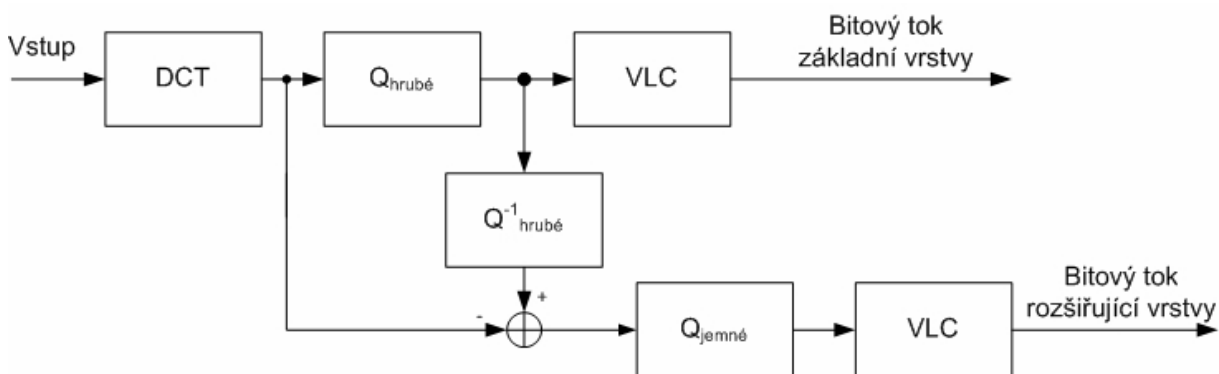 Vstup
DCT
Qhrubé
VLC
Bitový tok
základní vrstvy
Q-1hrubé
+
-
Qjemné
VLC
Bitový tok
rozšiřující vrstvy